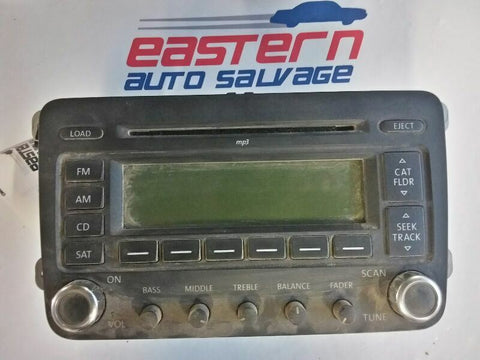 eastern
AUTO SALVAGE
LOAD
EJECT
mp3
FM
AM
CD
SAT
CAT
FLDR
SEEK
TRACK
ON
SCAN
BASS MIDDLE TREBLE BALANCE FADER
VOL
TUNE